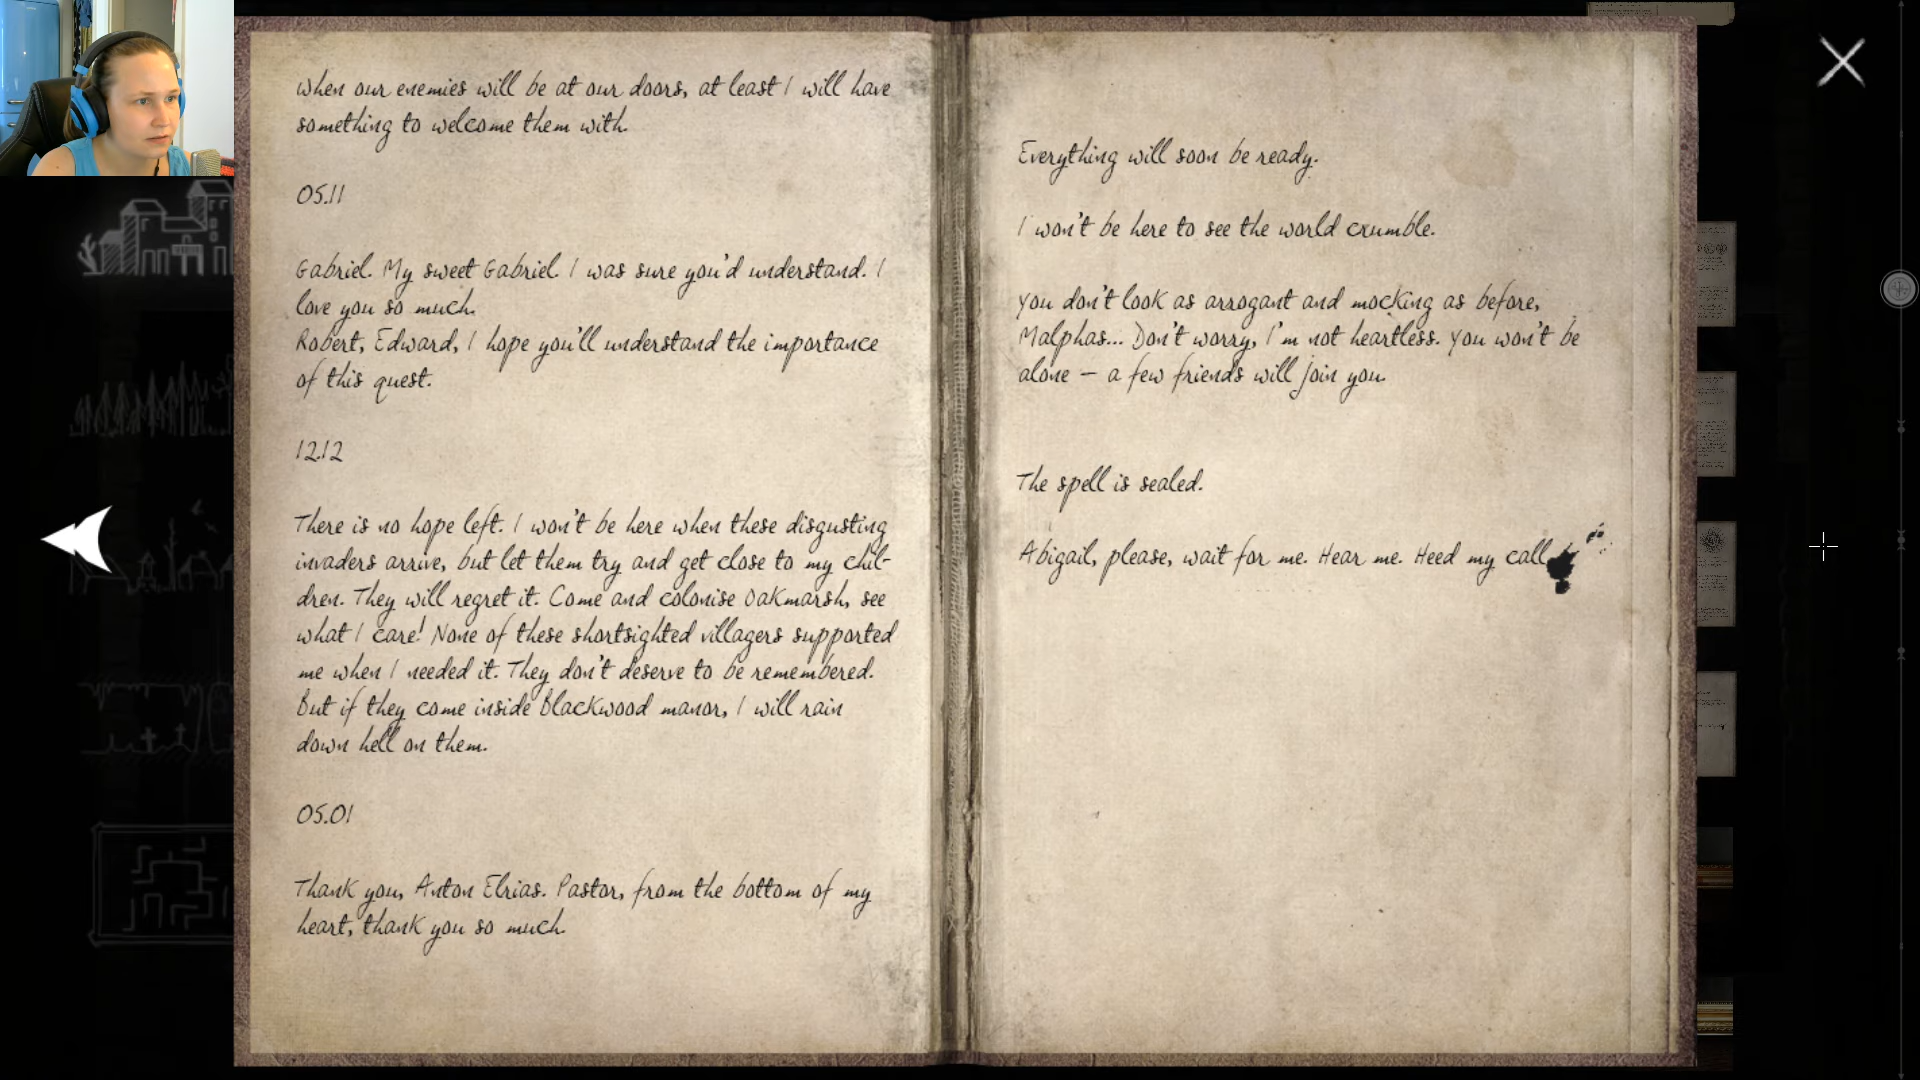 when our enemies will be at our doors, at least I will have
something to welcome them with.
05.11
Gabriel. My sweet Gabriel. I was sure you'd understand. I
love you so much.
Robert, Edward, I hope you'll understand the importance
of this quest.
12.12
There is no hope left. I won't be here when these disgusting
invaders arrive, but let them try and get close to my chil-
dren. They will regret it. Come and colonise Oakmarsh, see
what I care! None of these shortsighted villagers supported
me when I needed it. They don't deserve to be remembered.
But if they come inside Blackwood manor, I will rain
down hell on them.
05.01
Thank you, Anton Elrias. Pastor, from the bottom of my
heart, thank you so much.
Everything will soon be ready.
I won't be here to see the world crumble.
You don't look as arrogant and mocking as before,
Malphas... Don't worry, I'm not heartless. You won't be
alone – a few friends will join you.
The spell is sealed.
Abigail, please, wait for me. Hear me. Heed my call